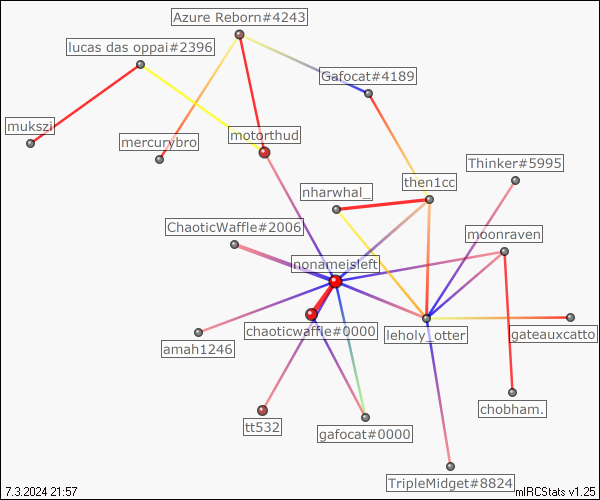 Azure Reborn#4243
lucas das oppai#2396
Gafocat#4189
mukszi
mercurybro
motorthud
Thinker#5995
nharwhal_
then1cc
ChaoticWaffle#2006
moonraven
nonameisleft
chaoticwaffle#0000
leholy_otter
gateauxcatto
amah1246
chobham.
tt532
gafocat#0000
TripleMidget#8824
7.3.2024 21:57
mIRCStats v1.25